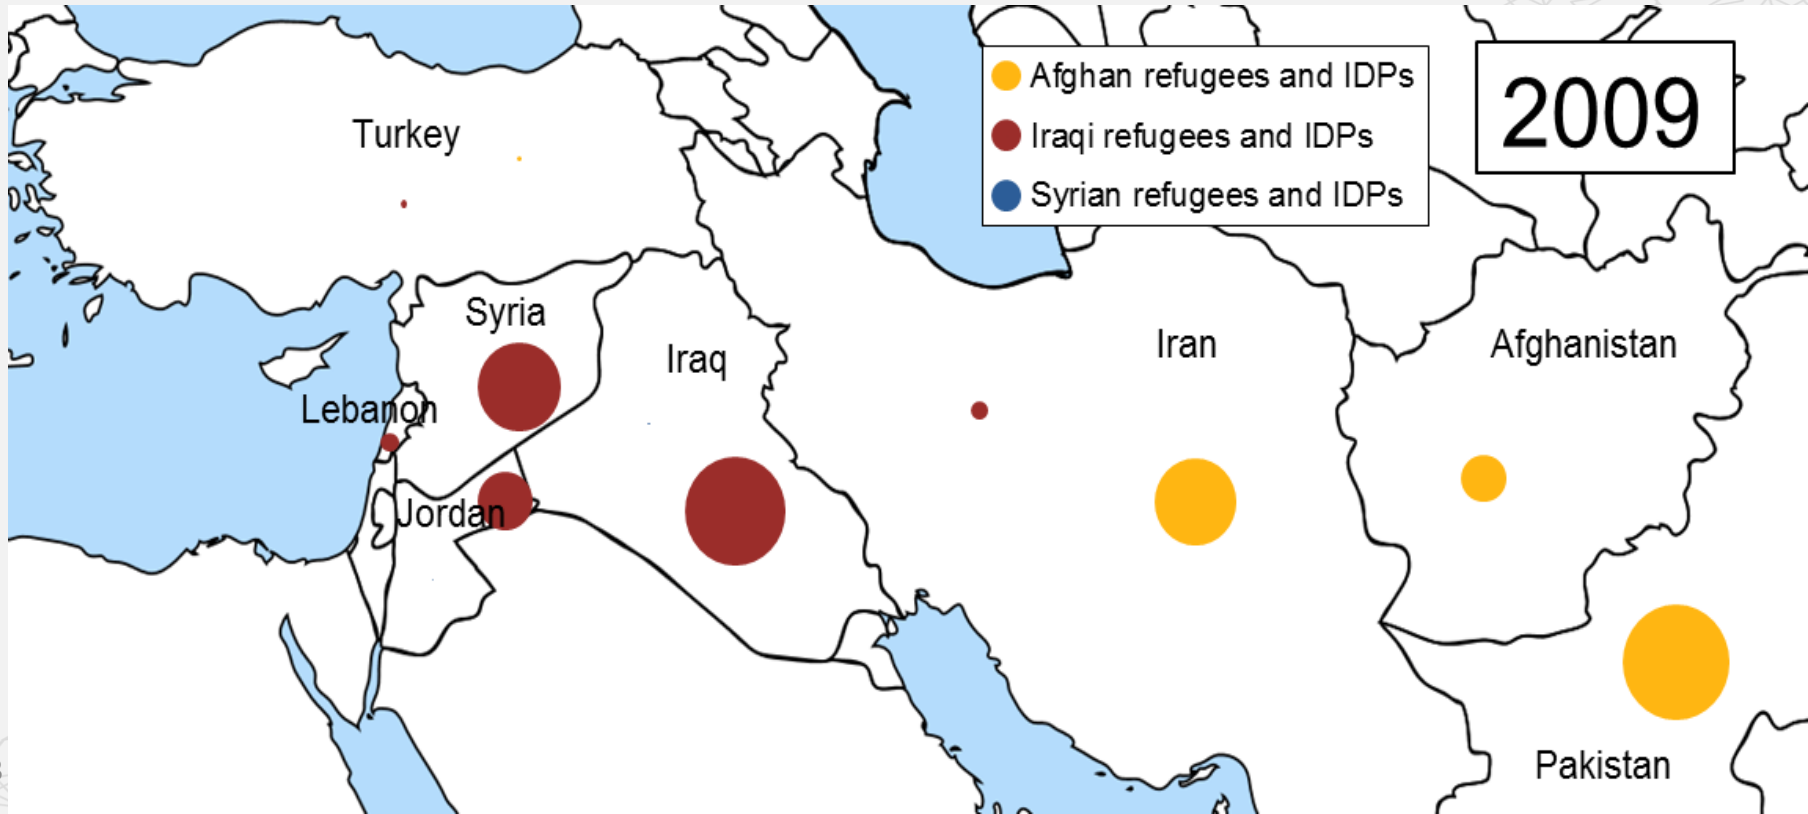 Afghan refugees and IDPs
Iraqi refugees and IDPs
Syrian refugees and IDPs
2009
Turkey
Syria
Iraq
Iran
Afghanistan
Lebanon
Jordan
Pakistan